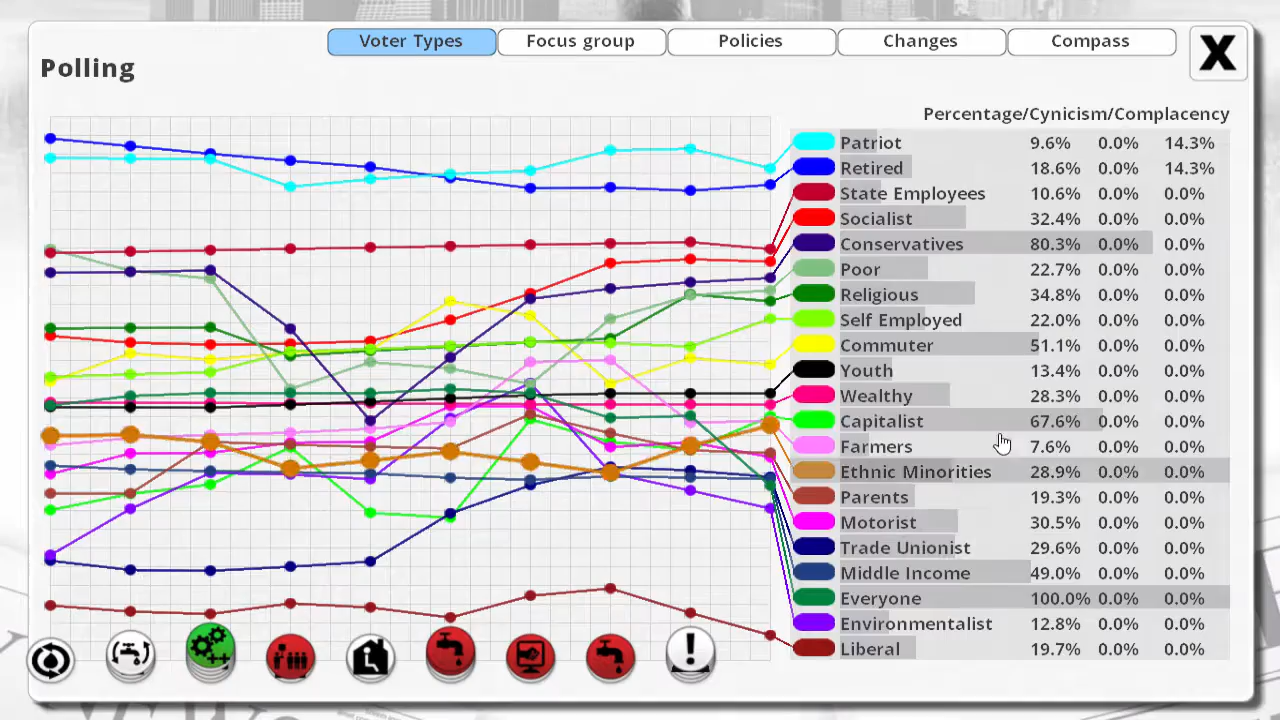 Voter Types Focus group Policies Changes Compass X
Polling
Percentage/Cynicism/Complacency
Patriot 9.6% 0.0% 14.3%
Retired 18.6% 0.0% 14.3%
State Employees 10.6% 0.0% 0.0%
Socialist 32.4% 0.0% 0.0%
Conservatives 80.3% 0.0% 0.0%
Poor 22.7% 0.0% 0.0%
Religious 34.8% 0.0% 0.0%
Self Employed 22.0% 0.0% 0.0%
Commuter 51.1% 0.0% 0.0%
Youth 13.4% 0.0% 0.0%
Wealthy 28.3% 0.0% 0.0%
Capitalist 67.6% 0.0% 0.0%
Farmers 7.6% 0.0% 0.0%
Ethnic Minorities 28.9% 0.0% 0.0%
Parents 19.3% 0.0% 0.0%
Motorist 30.5% 0.0% 0.0%
Trade Unionist 29.6% 0.0% 0.0%
Middle Income 49.0% 0.0% 0.0%
Everyone 100.0% 0.0% 0.0%
Environmentalist 12.8% 0.0% 0.0%
Liberal 19.7% 0.0% 0.0%